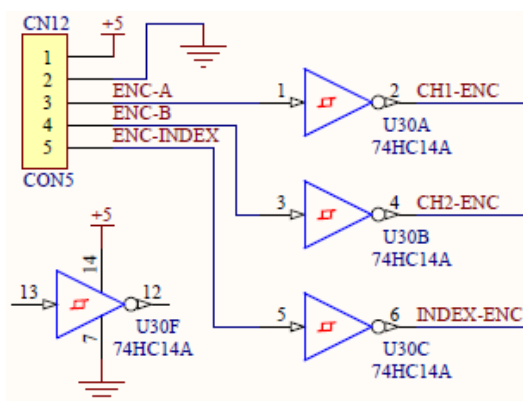 CN12
+5
1
2
3 ENC-A 1 2 CH1-ENC
4 ENC-B U30A
5 ENC-INDEX 74HC14A
CON5
3 4 CH2-ENC
U30B
74HC14A
+5
14
13 12
U30F
7
74HC14A
5 6 INDEX-ENC
U30C
74HC14A